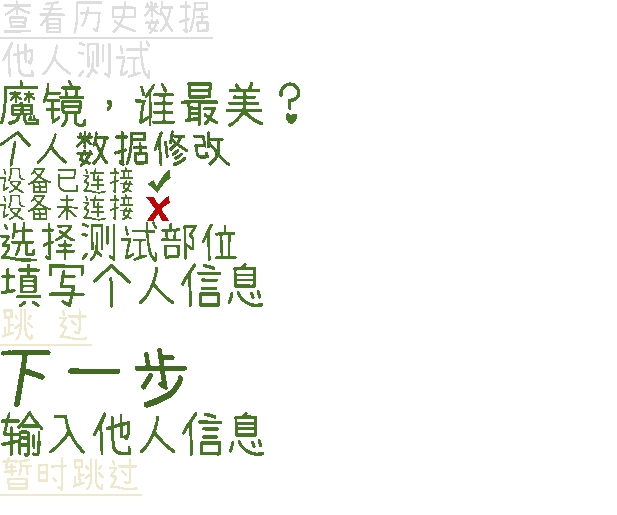 查看历史数据
他人测试
魔镜，谁最美？
个人数据修改
设备已连接
设备未连接
选择测试部位
填写个人信息
跳 过
下一步
输入他人信息
暂时跳过